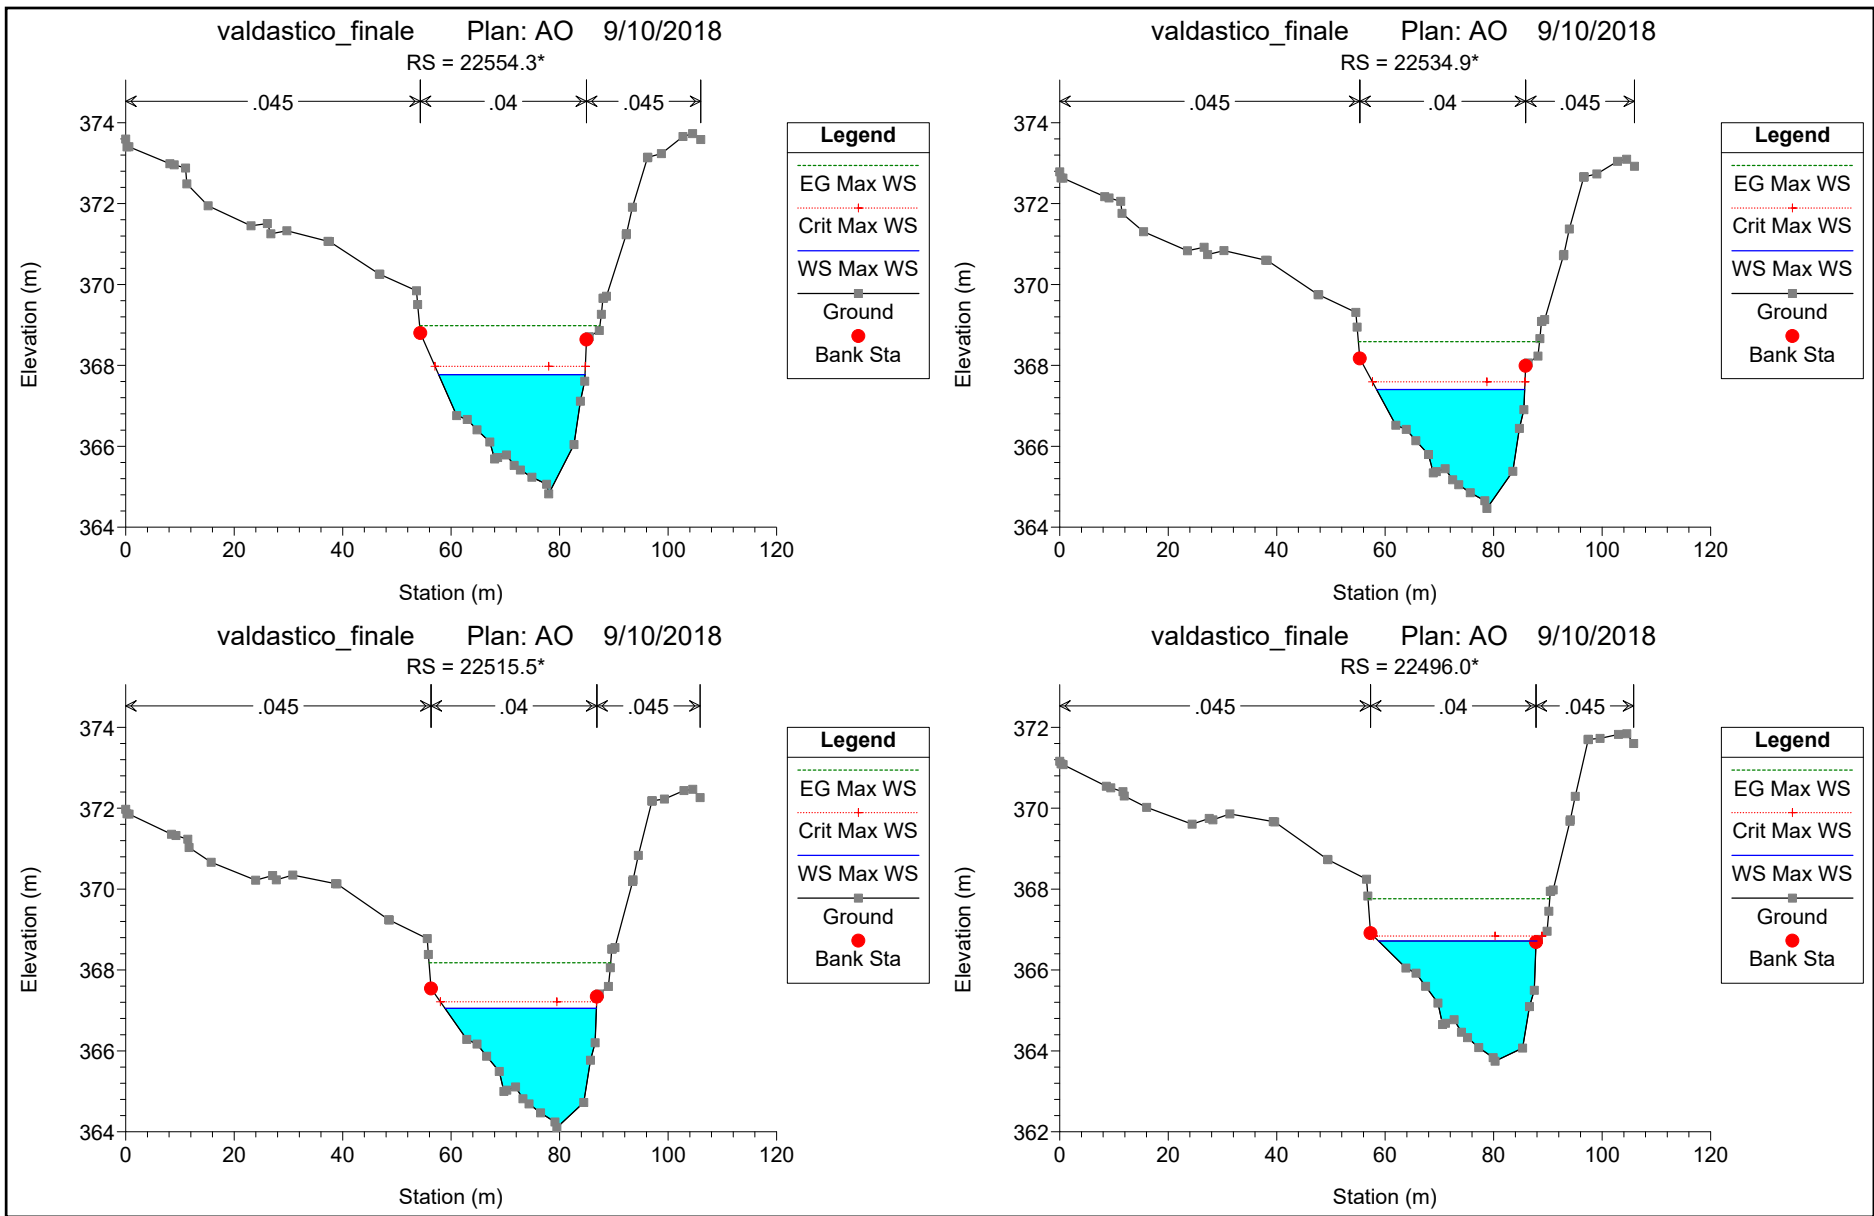 valdastico_finale Plan: AO 9/10/2018
RS = 22554.3*
.045 .04 .045
374
372
370
368
366
364
0 20 40 60 80 100 120
Elevation (m)
Station (m)
Legend
EG Max WS
Crit Max WS
WS Max WS
Ground
Bank Sta
valdastico_finale Plan: AO 9/10/2018
RS = 22534.9*
.045 .04 .045
374
372
370
368
366
364
0 20 40 60 80 100 120
Elevation (m)
Station (m)
Legend
EG Max WS
Crit Max WS
WS Max WS
Ground
Bank Sta
valdastico_finale Plan: AO 9/10/2018
RS = 22515.5*
.045 .04 .045
374
372
370
368
366
364
0 20 40 60 80 100 120
Elevation (m)
Station (m)
Legend
EG Max WS
Crit Max WS
WS Max WS
Ground
Bank Sta
valdastico_finale Plan: AO 9/10/2018
RS = 22496.0*
.045 .04 .045
372
370
368
366
364
362
0 20 40 60 80 100 120
Elevation (m)
Station (m)
Legend
EG Max WS
Crit Max WS
WS Max WS
Ground
Bank Sta